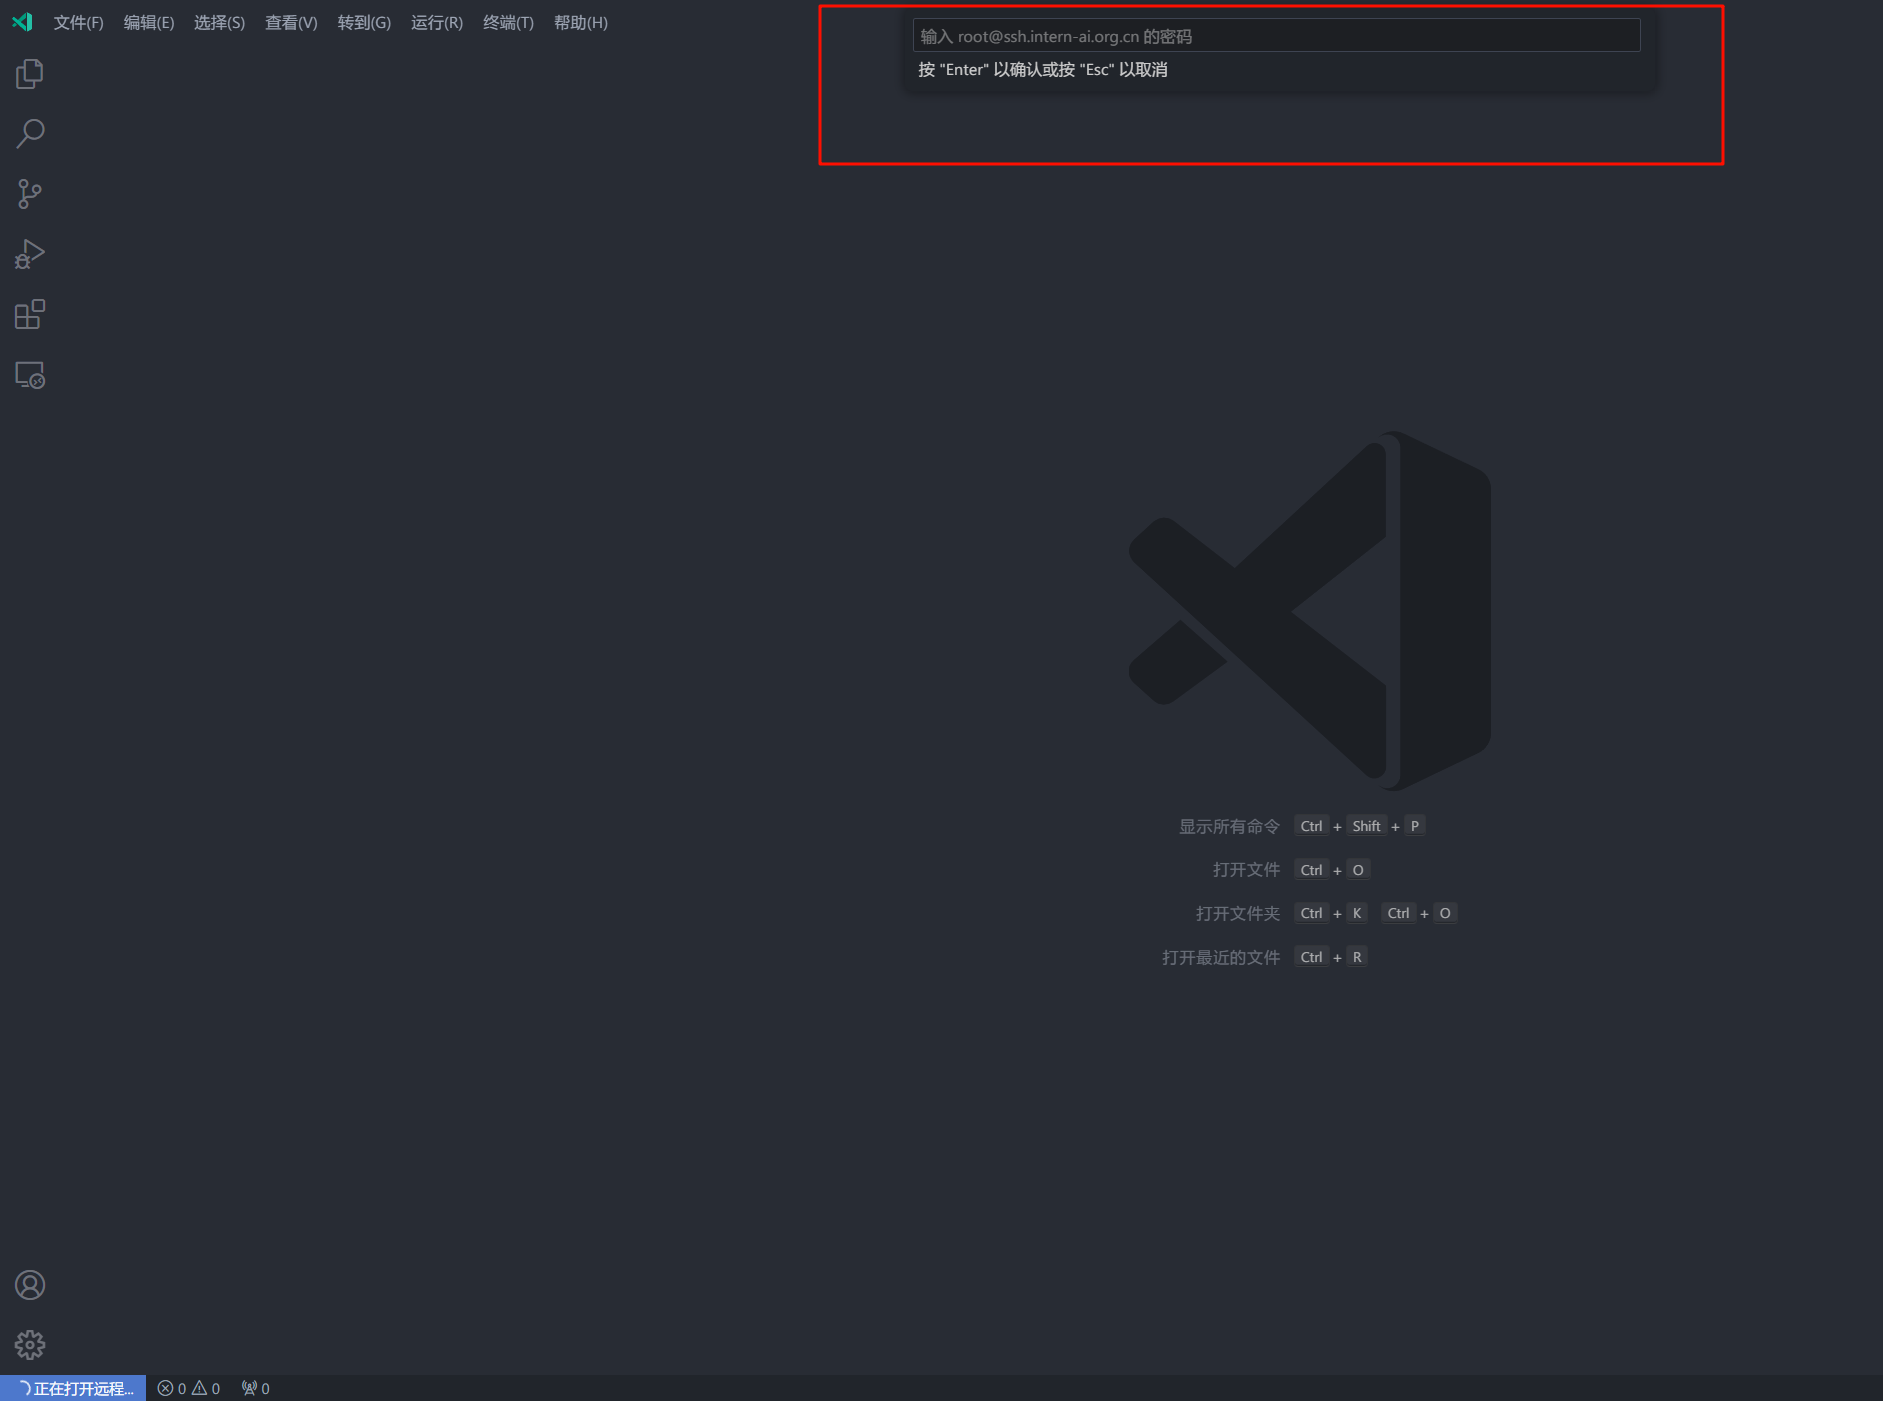 文件(F) 编辑(E) 选择(S) 查看(V) 转到(G) 运行(R) 终端(T) 帮助(H)
输入 root@ssh.intern-ai.org.cn 的密码
按 "Enter" 以确认或按 "Esc" 以取消
显示所有命令 Ctrl + Shift + P
打开文件 Ctrl + O
打开文件夹 Ctrl + K Ctrl + O
打开最近的文件 Ctrl + R
正在打开远程... 0 0 0